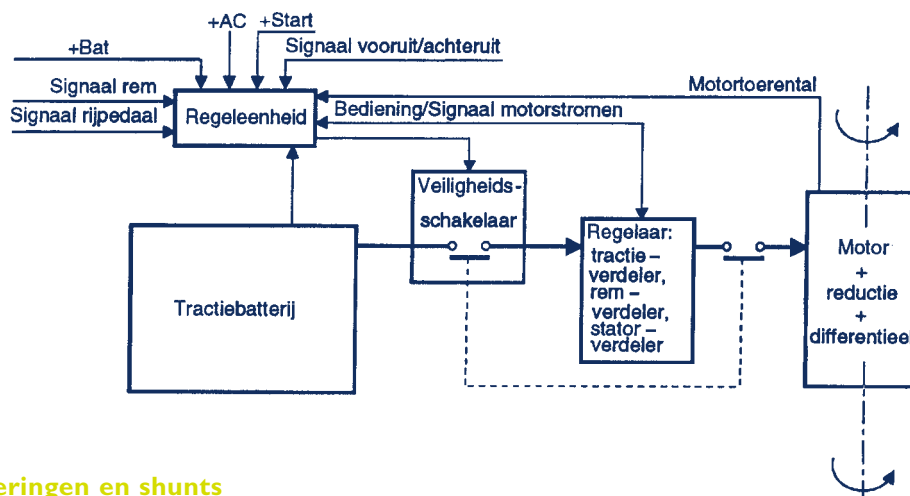 +AC
+Start
+Bat
Signaal vooruit/achteruit
Signaal rem
Motortoerental
Signaal rijpedaal
Regeleenheid
Bediening/Signaal motorstromen
Veiligheids-
schakelaar
Regelaar:
tractie–
verdeler,
rem –
verdeler,
stator –
verdeler
Motor
+
reductie
+
differentieel
Tractiebatterij
eringen en shunts